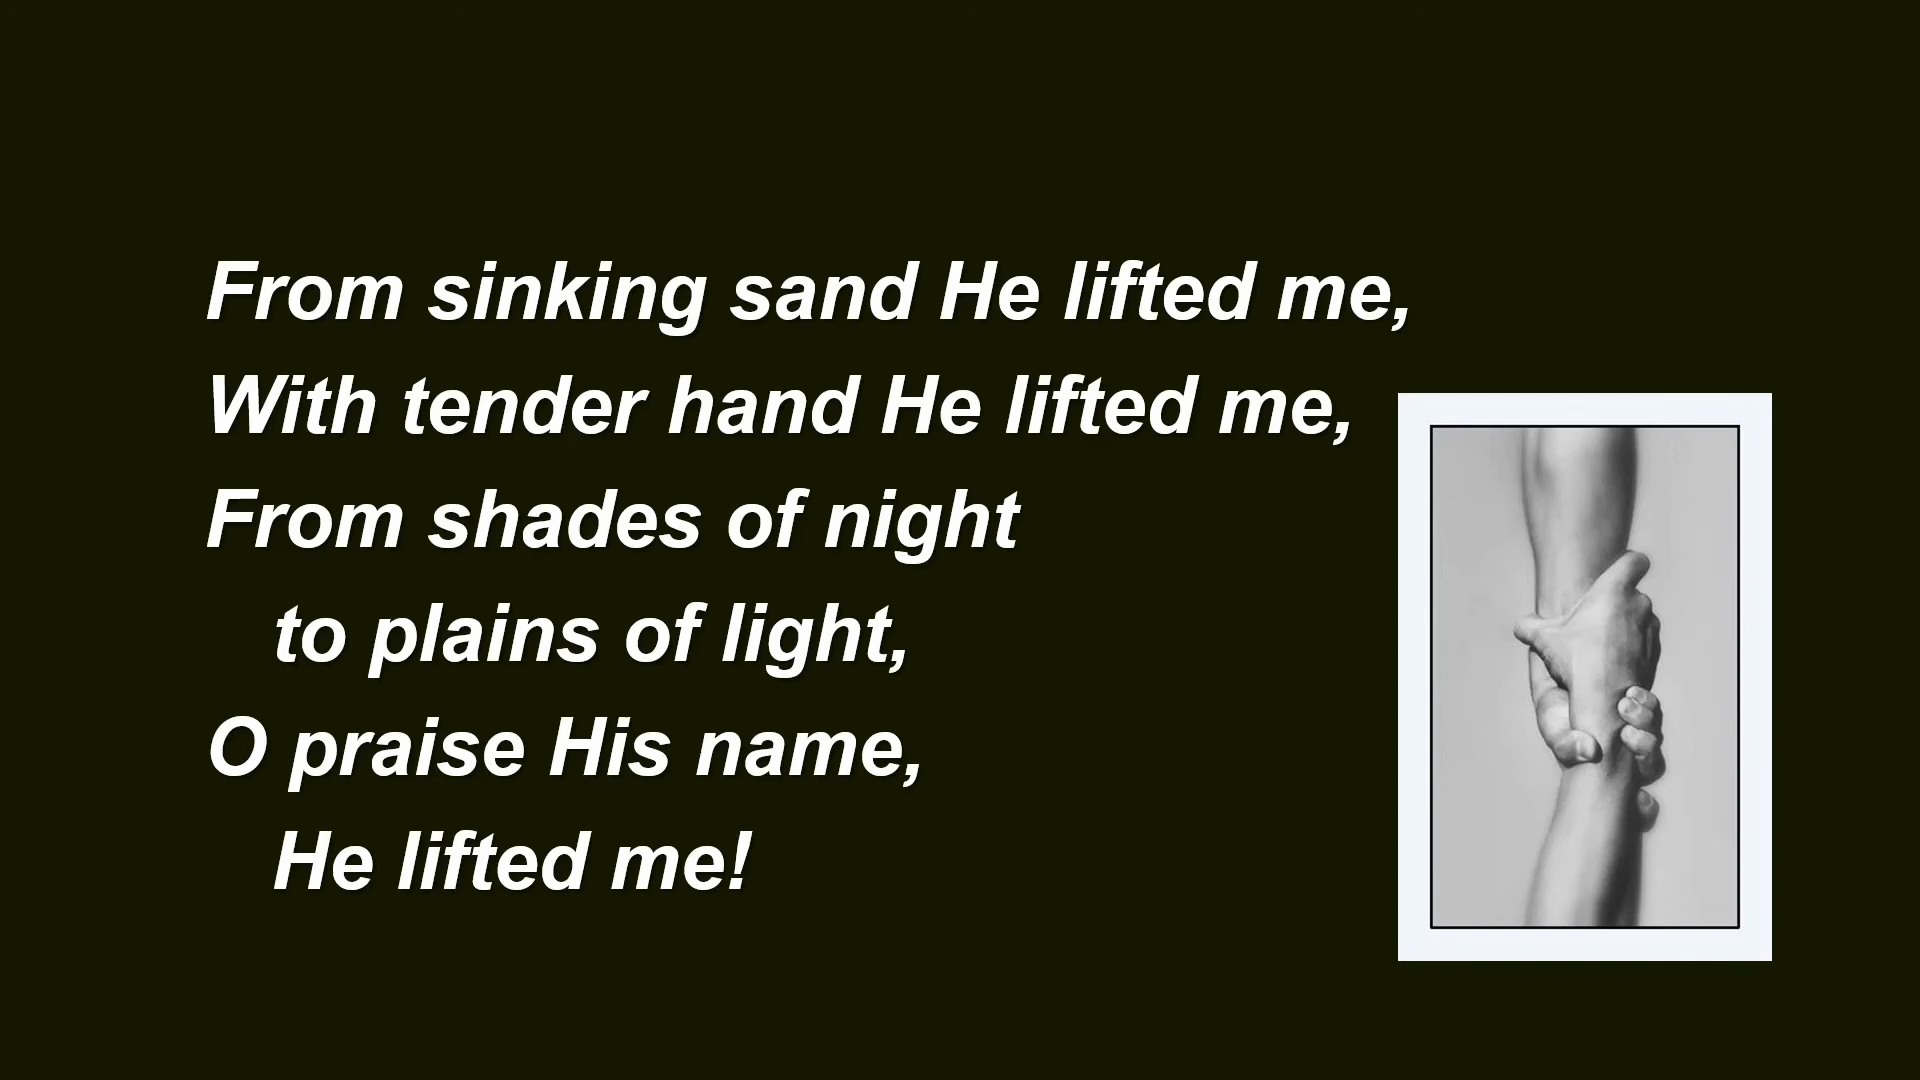 From sinking sand He lifted me,
With tender hand He lifted me,
From shades of night
to plains of light,
O praise His name,
He lifted me!